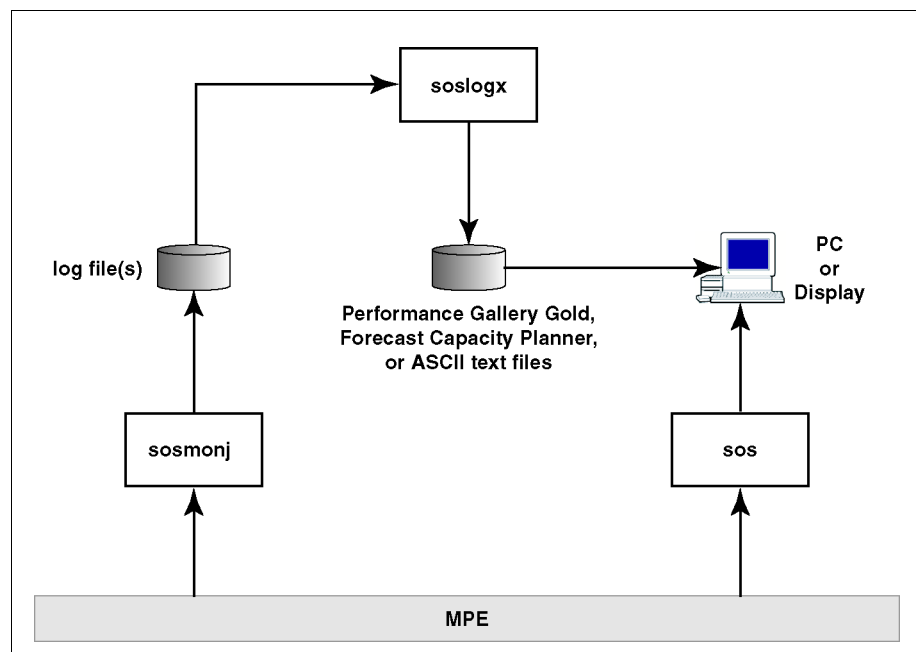 soslogx
log file(s)
PC
or
Display
Performance Gallery Gold,
Forecast Capacity Planner,
or ASCII text files
sosmonj
sos
MPE